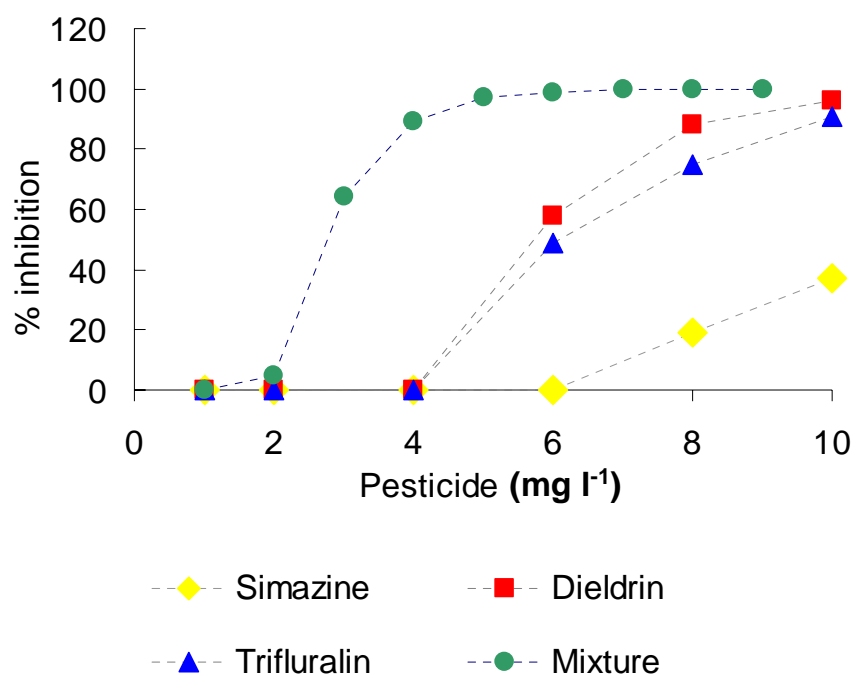 120
100
80
60
40
20
0
0 2 4 6 8 10
% inhibition
Pesticide (mg l⁻¹)
Simazine Dieldrin
Trifluralin Mixture